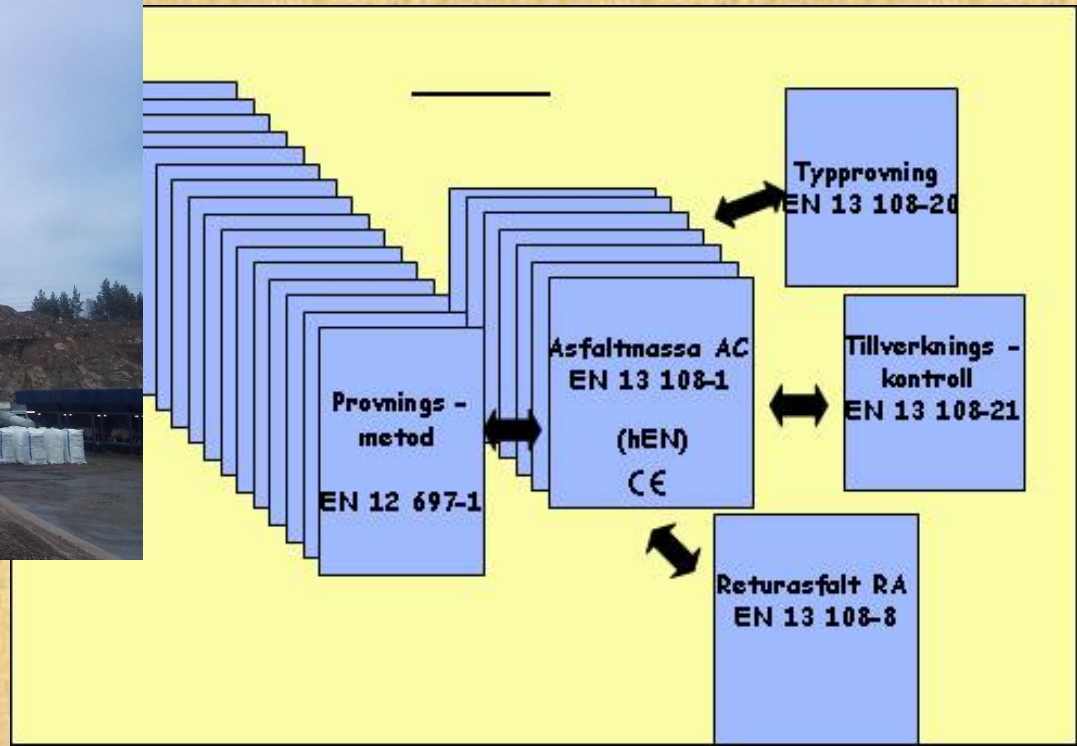 Provnings -
metod
EN 12 697-1
Asfaltmassa AC
EN 13 108-1
(hEN)
CE
Typprovning
EN 13 108-20
Tillverknings -
kontroll
EN 13 108-21
Returasfalt RA
EN 13 108-8